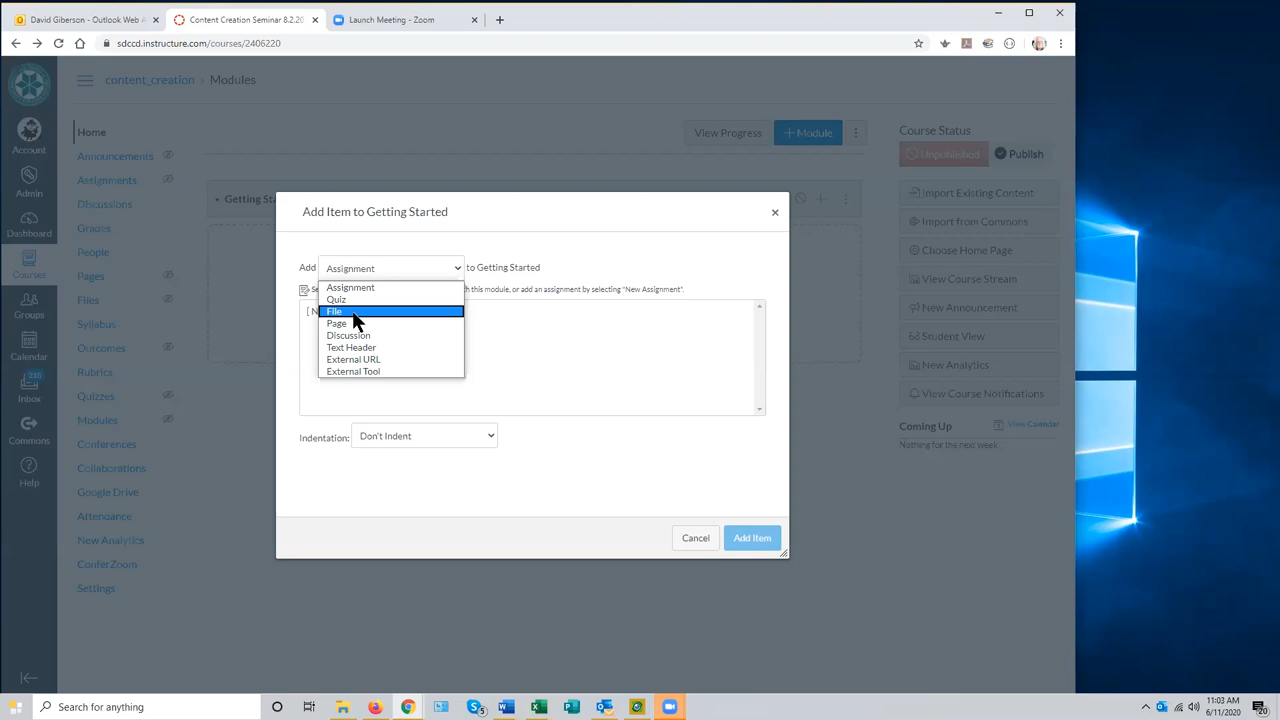 David Giberson - Outlook Web A
Content Creation Seminar 8.2.20
Launch Meeting - Zoom
sdccd.instructure.com/courses/2406220
content_creation › Modules
Account
Admin
Dashboard
Courses
Groups
Calendar
218
Inbox
Commons
Help
Home
Announcements
Assignments
Discussions
Grades
People
Pages
Files
Syllabus
Outcomes
Rubrics
Quizzes
Modules
Conferences
Collaborations
Google Drive
Attendance
New Analytics
ConferZoom
Settings
View Progress
+ Module
Getting Sta
Add Item to Getting Started
×
Add Assignment to Getting Started
Assignment
Quiz
File
Page
Discussion
Text Header
External URL
External Tool
this module, or add an assignment by selecting "New Assignment".
[ N
Indentation: Don't Indent
Cancel
Add Item
Course Status
Unpublished
Publish
Import Existing Content
Import from Commons
Choose Home Page
View Course Stream
New Announcement
Student View
New Analytics
View Course Notifications
Coming Up
View Calendar
Nothing for the next week
Search for anything
5
11:03 AM
6/11/2020
20